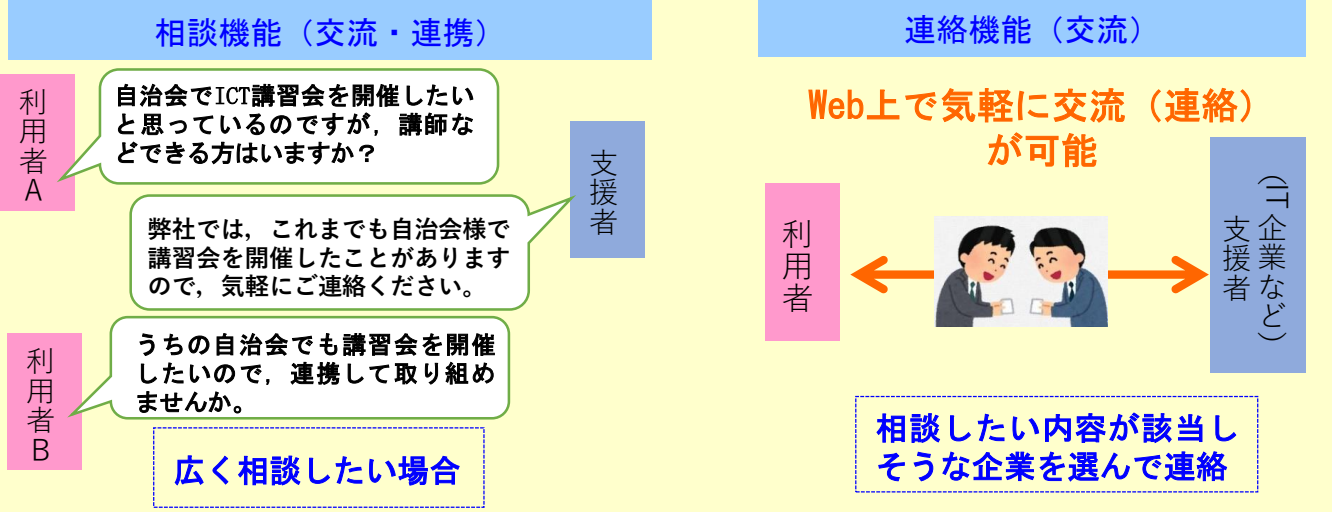 相談機能（交流・連携）
利用者A
自治会でICT講習会を開催したい
と思っているのですが，講師な
どできる方はいますか？
支援者
弊社では，これまでも自治会様で
講習会を開催したことがあります
ので，気軽にご連絡ください。
利用者B
うちの自治会でも講習会を開催
したいので，連携して取り組め
ませんか。
広く相談したい場合
連絡機能（交流）
Web上で気軽に交流（連絡）
が可能
利用者
（IT企業など）
支援者
相談したい内容が該当し
そうな企業を選んで連絡